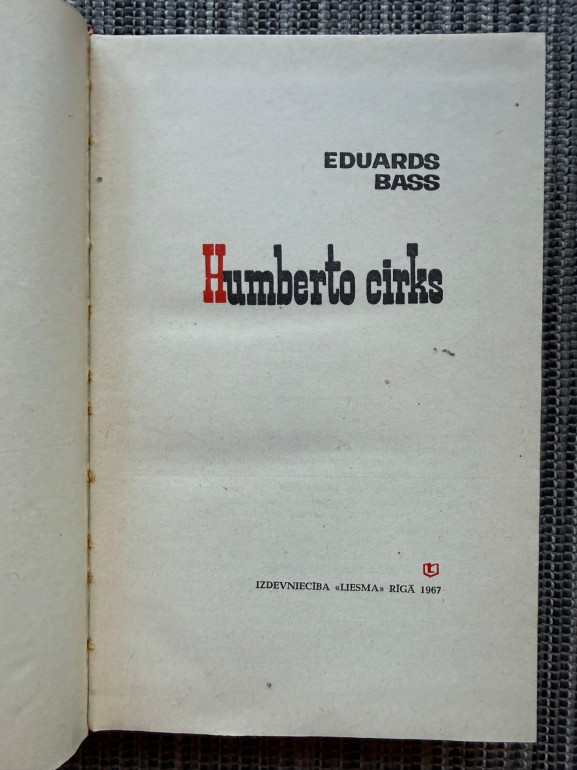 EDUARDS
BASS
Humberto cirks
IZDEVNIECĪBA «LIESMA» RĪGĀ 1967